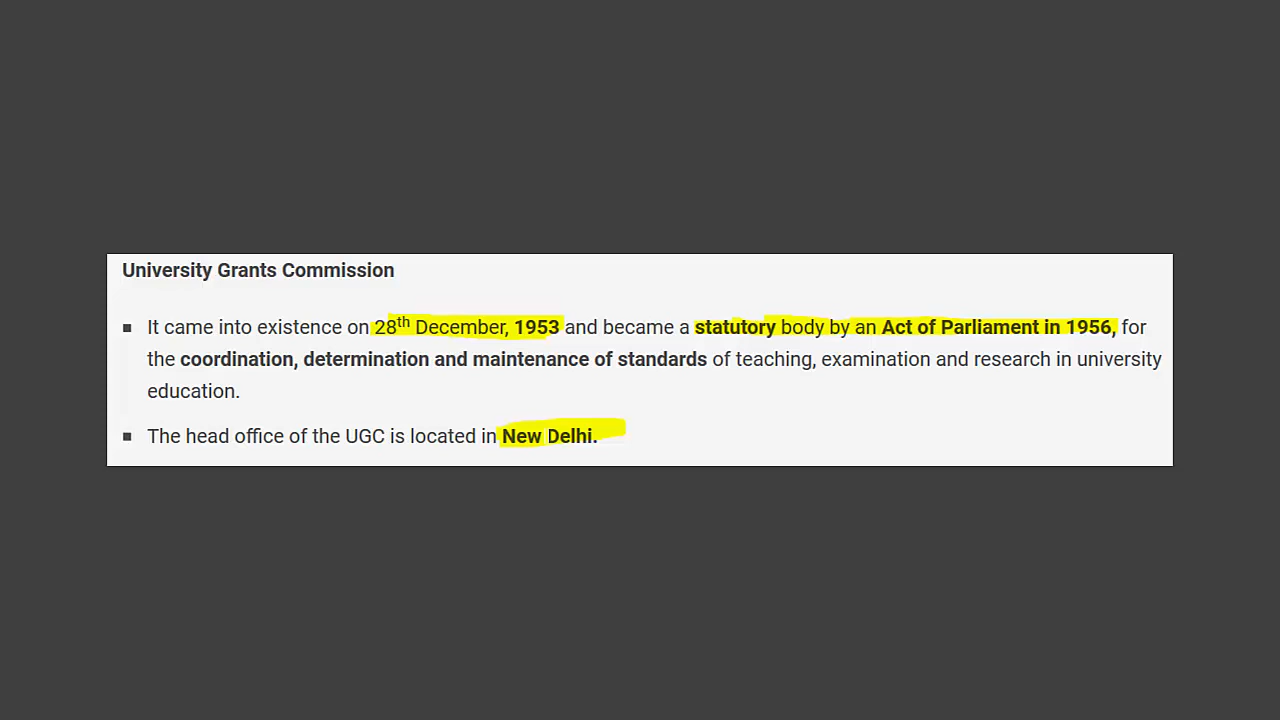 University Grants Commission
▪ It came into existence on 28th December, 1953 and became a statutory body by an Act of Parliament in 1956, for
the coordination, determination and maintenance of standards of teaching, examination and research in university
education.
▪ The head office of the UGC is located in New Delhi.